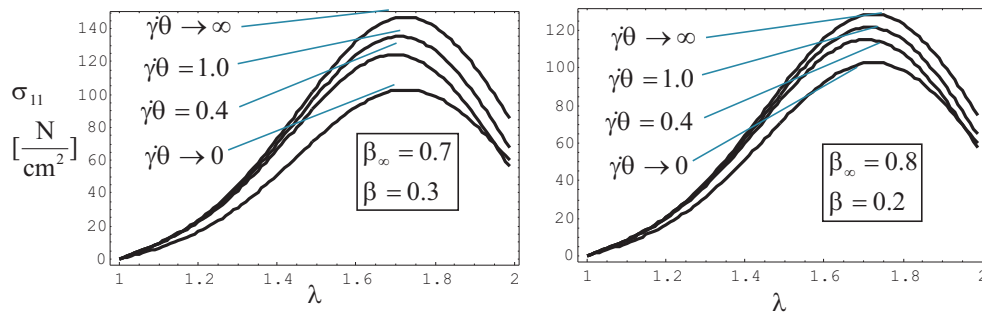 σ₁₁
[N/cm²]
140
120
100
80
60
40
20
0
γ̇θ → ∞
γ̇θ = 1.0
γ̇θ = 0.4
γ̇θ → 0
β∞ = 0.7
β = 0.3
1 1.2 1.4 1.6 1.8 2
λ
120
100
80
60
40
20
0
γ̇θ → ∞
γ̇θ = 1.0
γ̇θ = 0.4
γ̇θ → 0
β∞ = 0.8
β = 0.2
1 1.2 1.4 1.6 1.8 2
λ